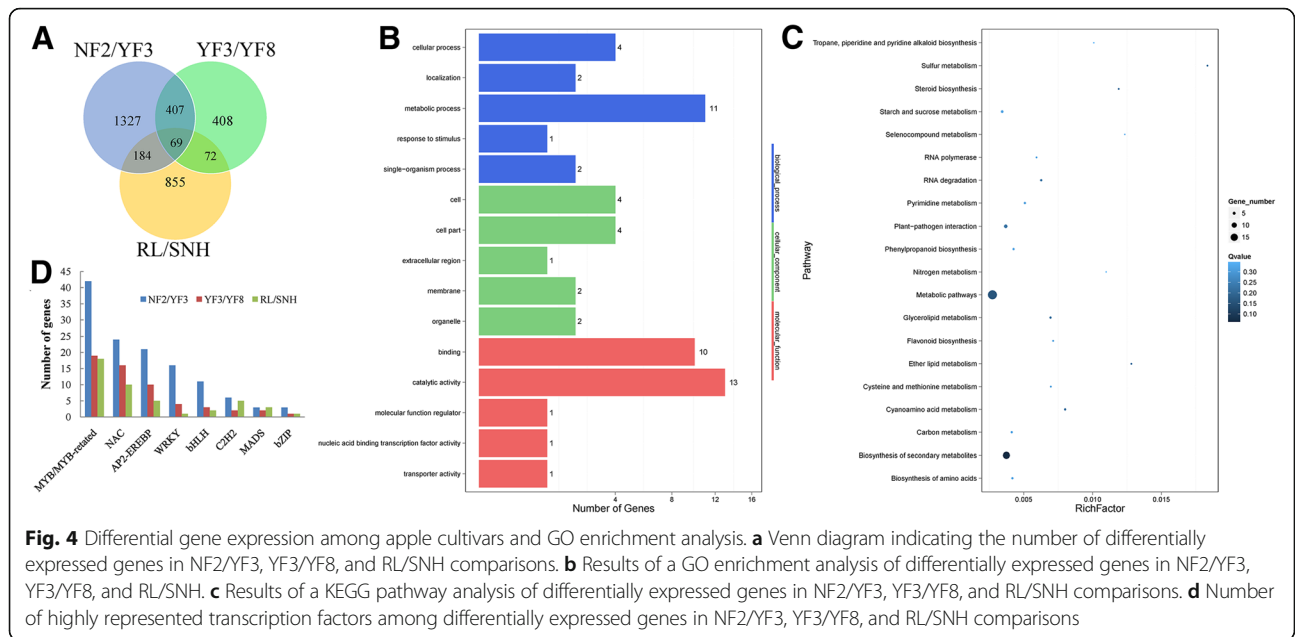 A
NF2/YF3
YF3/YF8
1327
407
408
69
184
72
855
RL/SNH
B
cellular process
4
localization
2
metabolic process
11
response to stimulus
1
single-organism process
2
cell
4
cell part
4
extracellular region
1
membrane
2
organelle
2
binding
10
catalytic activity
13
molecular function regulator
1
nucleic acid binding transcription factor activity
1
transporter activity
1
4 8 12 16
Number of Genes
biological_process
cellular_component
molecular_function
C
Pathway
Tropane, piperidine and pyridine alkaloid biosynthesis
Sulfur metabolism
Steroid biosynthesis
Starch and sucrose metabolism
Selenocompound metabolism
RNA polymerase
RNA degradation
Pyrimidine metabolism
Plant-pathogen interaction
Phenylpropanoid biosynthesis
Nitrogen metabolism
Metabolic pathways
Glycerolipid metabolism
Flavonoid biosynthesis
Ether lipid metabolism
Cysteine and methionine metabolism
Cyanoamino acid metabolism
Carbon metabolism
Biosynthesis of secondary metabolites
Biosynthesis of amino acids
0.005 0.010 0.015
RichFactor
Gene_number
5
10
15
Qvalue
0.30
0.25
0.20
0.15
0.10
D
Number of genes
45
40
35
30
25
20
15
10
5
0
NF2/YF3 YF3/YF8 RL/SNH
MYB/MYB-retated
NAC
AP2-EREBP
WRKY
bHLH
C2H2
MADS
bZIP
Fig. 4 Differential gene expression among apple cultivars and GO enrichment analysis. a Venn diagram indicating the number of differentially
expressed genes in NF2/YF3, YF3/YF8, and RL/SNH comparisons. b Results of a GO enrichment analysis of differentially expressed genes in NF2/YF3,
YF3/YF8, and RL/SNH. c Results of a KEGG pathway analysis of differentially expressed genes in NF2/YF3, YF3/YF8, and RL/SNH comparisons. d Number
of highly represented transcription factors among differentially expressed genes in NF2/YF3, YF3/YF8, and RL/SNH comparisons